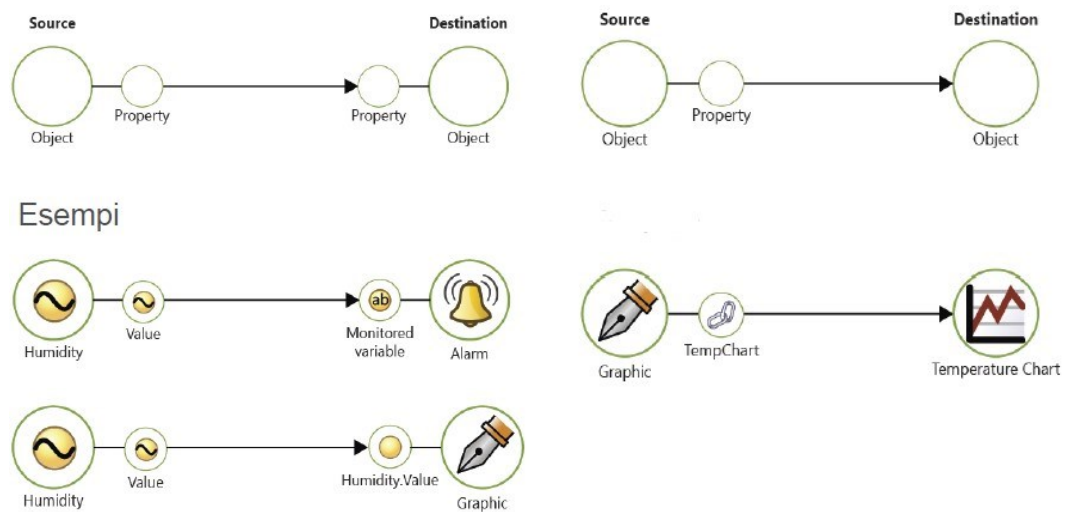 Source
Destination
Property
Property
Object
Object
Source
Destination
Property
Object
Object
Esempi
ab
Value
Monitored
variable
Humidity
Alarm
TempChart
Graphic
Temperature Chart
Value
Humidity.Value
Humidity
Graphic